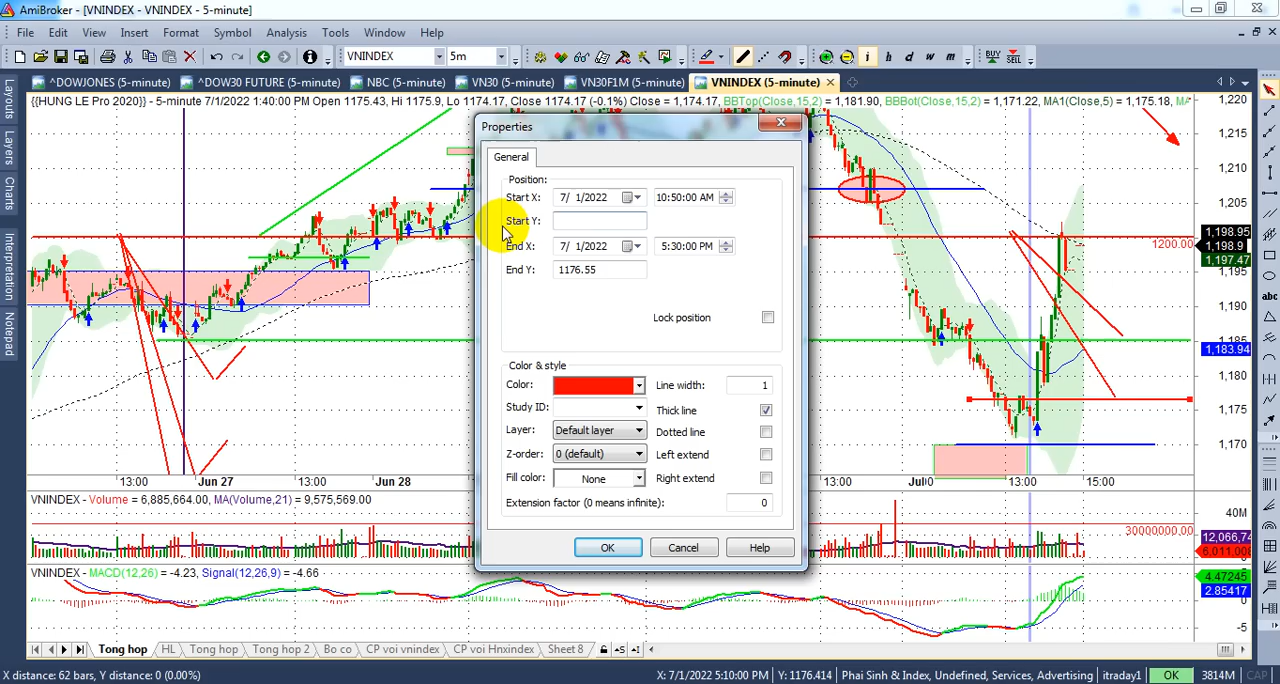 AmiBroker - [VNINDEX - VNINDEX - 5-minute]
File Edit View Insert Format Symbol Analysis Tools Window Help
VNINDEX 5m i h d w m BUY SELL
^DOWJONES (5-minute) ^DOW30 FUTURE (5-minute) NBC (5-minute) VN30 (5-minute) VN30F1M (5-minute) VNINDEX (5-minute)
{{HUNG LE Pro 2020}} - 5-minute 7/1/2022 1:40:00 PM Open 1175.43, Hi 1175.9, Lo 1174.17, Close 1174.17 (-0.1%) Close = 1,174.17, BBTop(Close,15,2) = 1,181.90, BBBot(Close,15,2) = 1,171.22, MA1(Close,5) = 1,175.18,
Layouts
Layers
Charts
Interpretation
Notepad
1,220
1,215
1,210
1,205
1,198.95
1200.00
1,198.9
1,197.47
1,195
1,190
1,185
1,183.94
1,180
1,175
1,170
Properties
General
Position:
Start X: 7/ 1/2022 10:50:00 AM
Start Y:
End X: 7/ 1/2022 5:30:00 PM
End Y: 1176.55
Lock position
Color & style
Color: Line width: 1
Study ID: Thick line
Layer: Default layer Dotted line
Z-order: 0 (default) Left extend
Fill color: None Right extend
Extension factor (0 means infinite): 0
OK Cancel Help
abc
13:00 Jun 27 13:00 Jun 28 13:00 13:00 15:00
VNINDEX - Volume = 6,885,664.00, MA(Volume,21) = 9,575,569.00
40M
30000000.00
12,066,74
6,011,008
VNINDEX - MACD(12,26) = -4.23, Signal(12,26,9) = -4.66
4.47245
2.85417
0
-5
Tong hop HL Tong hop Tong hop 2 Bo co CP voi vnindex CP voi Hnxindex Sheet 8
X distance: 62 bars, Y distance: 0 (0.00%) X: 7/1/2022 5:10:00 PM Y: 1176.414 Phai Sinh & Index, Undefined, Services, Advertising itraday1 OK 3814M CAP